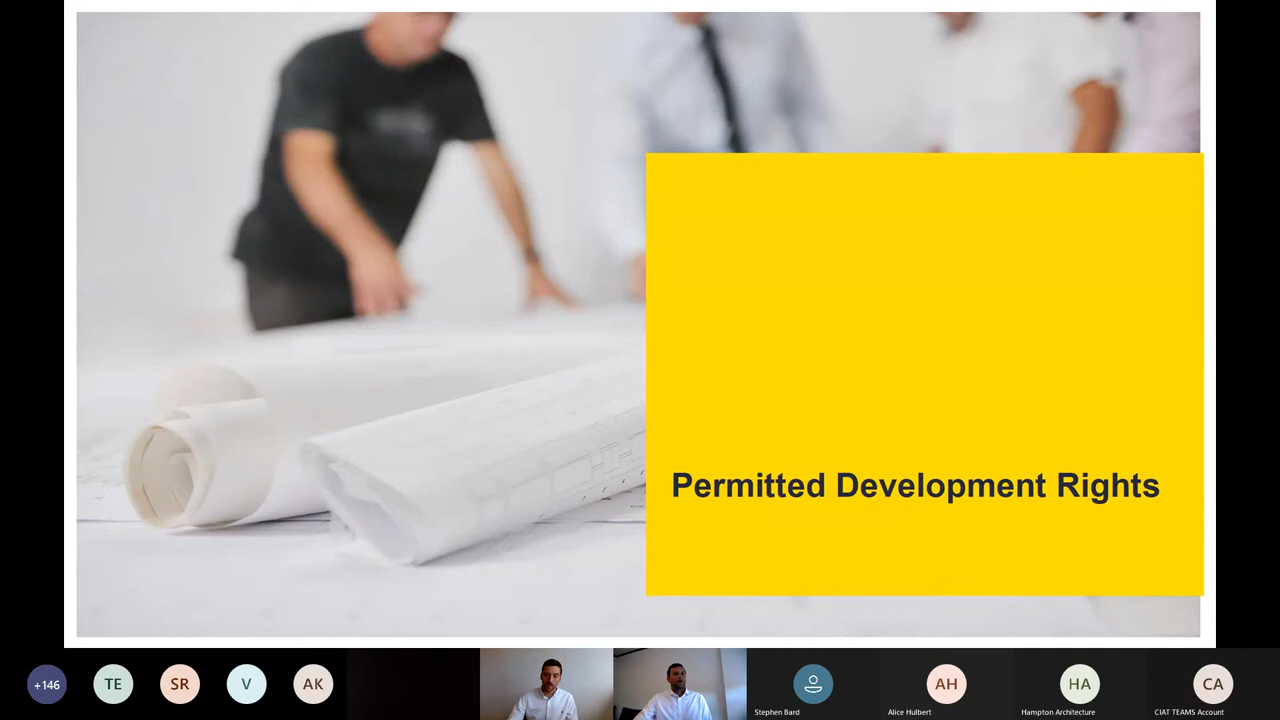 Permitted Development Rights
+146
TE
SR
V
AK
AH
HA
CA
Stephen Bard
Alice Hulbert
Hampton Architecture
CIAT TEAMS Account